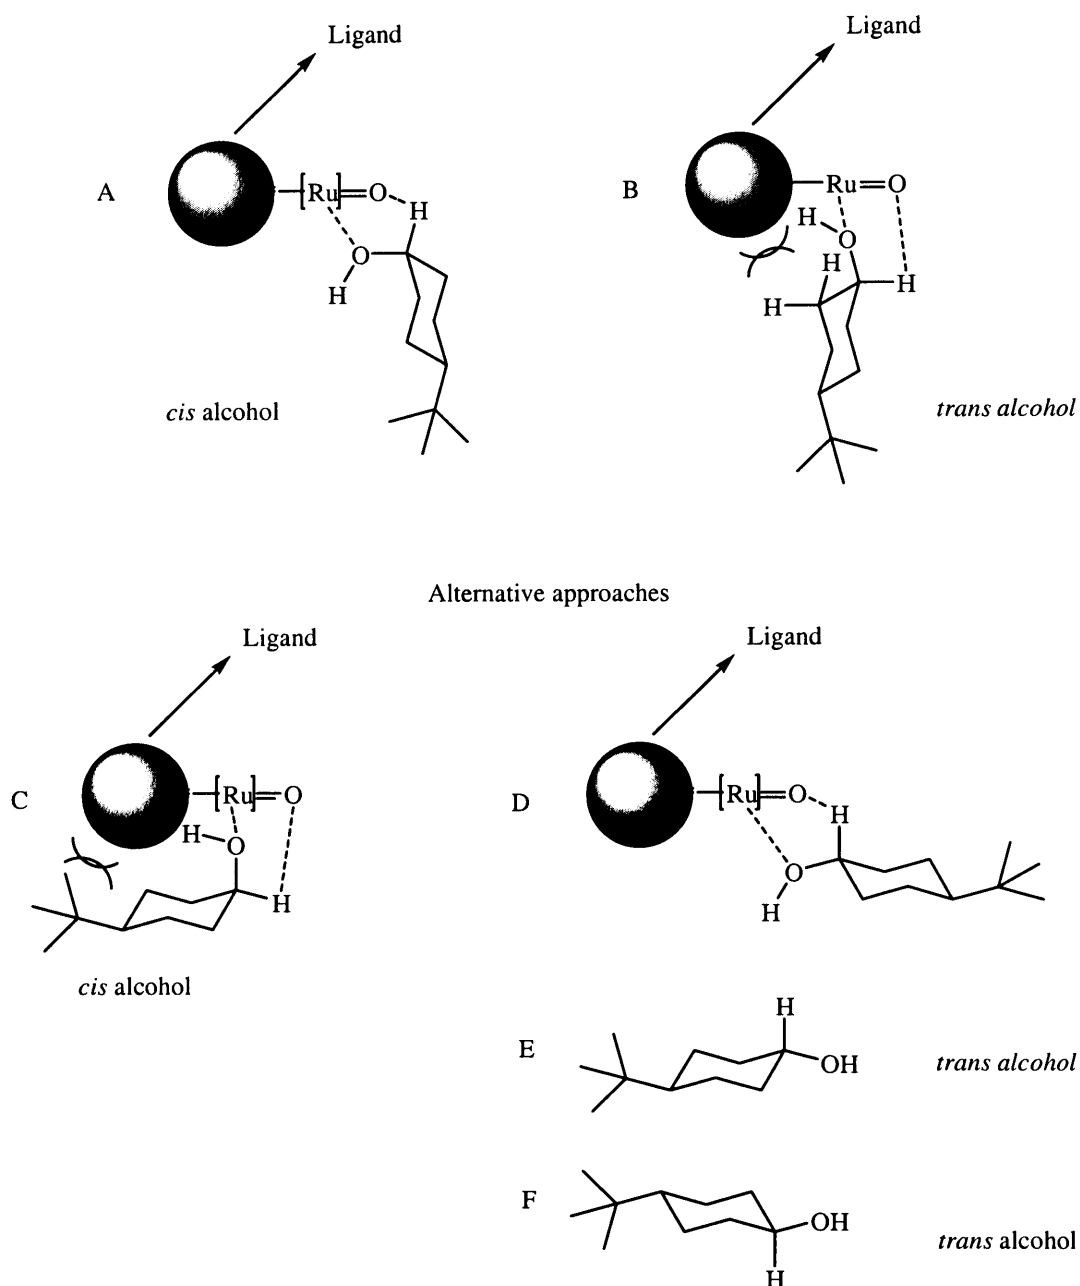 Ligand
Ligand
A
[Ru]=O
H
O
H
cis alcohol
B
Ru=O
H
O
H
H
H
trans alcohol
Alternative approaches
Ligand
Ligand
C
[Ru]=O
H
O
H
cis alcohol
D
[Ru]=O
H
O
H
E
H
OH
trans alcohol
F
OH
H
trans alcohol